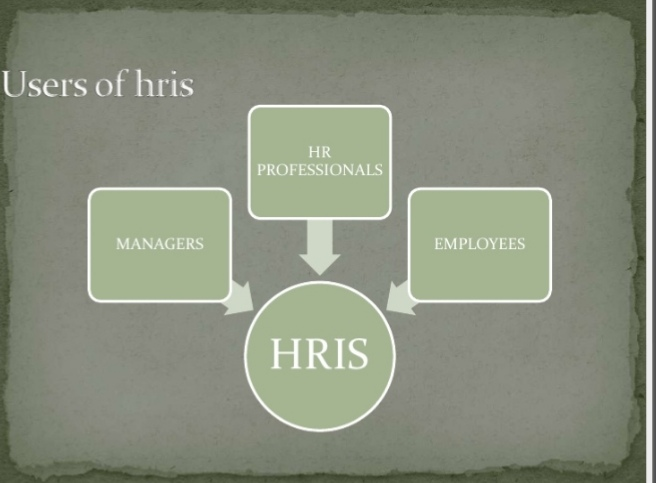 Users of hris
HR
PROFESSIONALS
MANAGERS
EMPLOYEES
HRIS